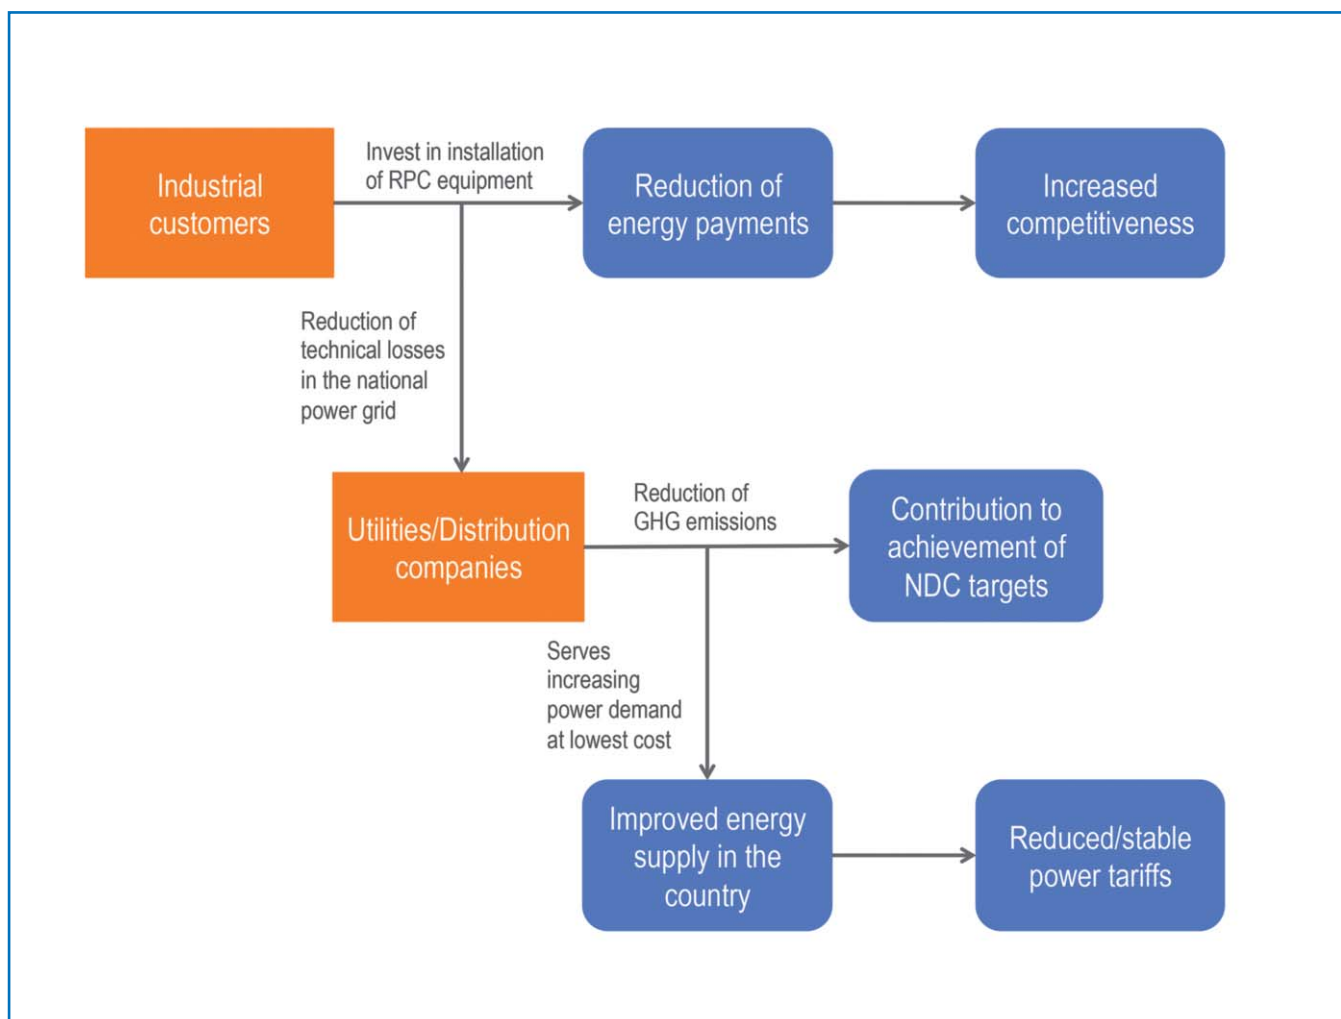 Industrial
customers
Invest in installation
of RPC equipment
Reduction of
energy payments
Increased
competitiveness
Reduction of
technical losses
in the national
power grid
Utilities/Distribution
companies
Reduction of
GHG emissions
Contribution to
achievement of
NDC targets
Serves
increasing
power demand
at lowest cost
Improved energy
supply in the
country
Reduced/stable
power tariffs